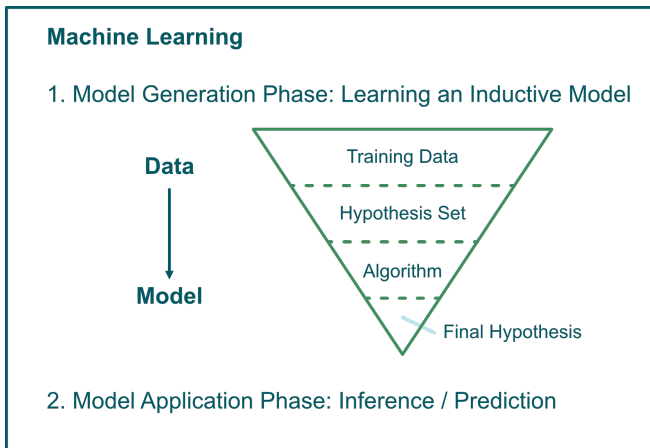 Machine Learning
1. Model Generation Phase: Learning an Inductive Model
Data
Model
Training Data
Hypothesis Set
Algorithm
Final Hypothesis
2. Model Application Phase: Inference / Prediction